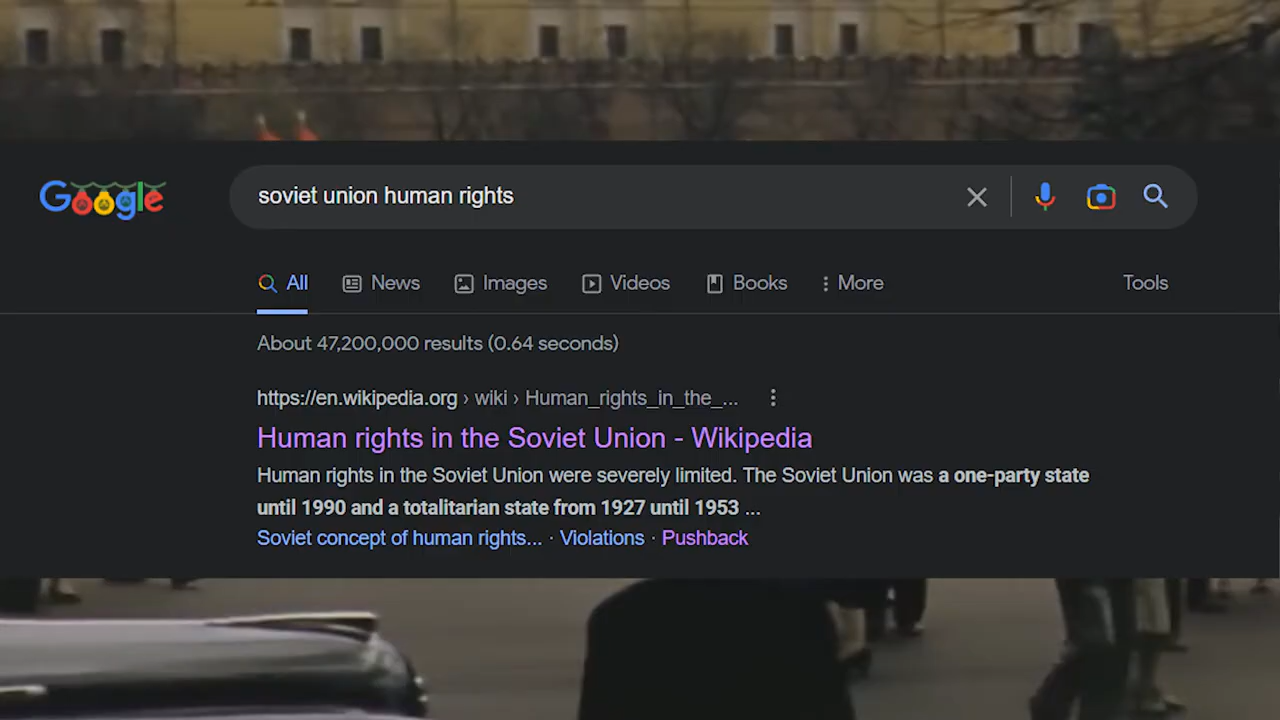 Google
soviet union human rights
All News Images Videos Books More Tools
About 47,200,000 results (0.64 seconds)
https://en.wikipedia.org › wiki › Human_rights_in_the_...
Human rights in the Soviet Union - Wikipedia
Human rights in the Soviet Union were severely limited. The Soviet Union was a one-party state
until 1990 and a totalitarian state from 1927 until 1953 ...
Soviet concept of human rights... · Violations · Pushback